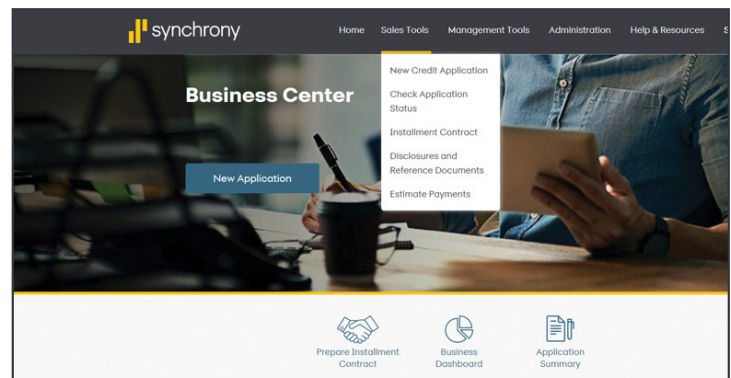 synchrony
Home Sales Tools Management Tools Administration Help & Resources S
Business Center
New Application
New Credit Application
Check Application
Status
Installment Contract
Disclosures and
Reference Documents
Estimate Payments
Prepare Installment
Contract
Business
Dashboard
Application
Summary